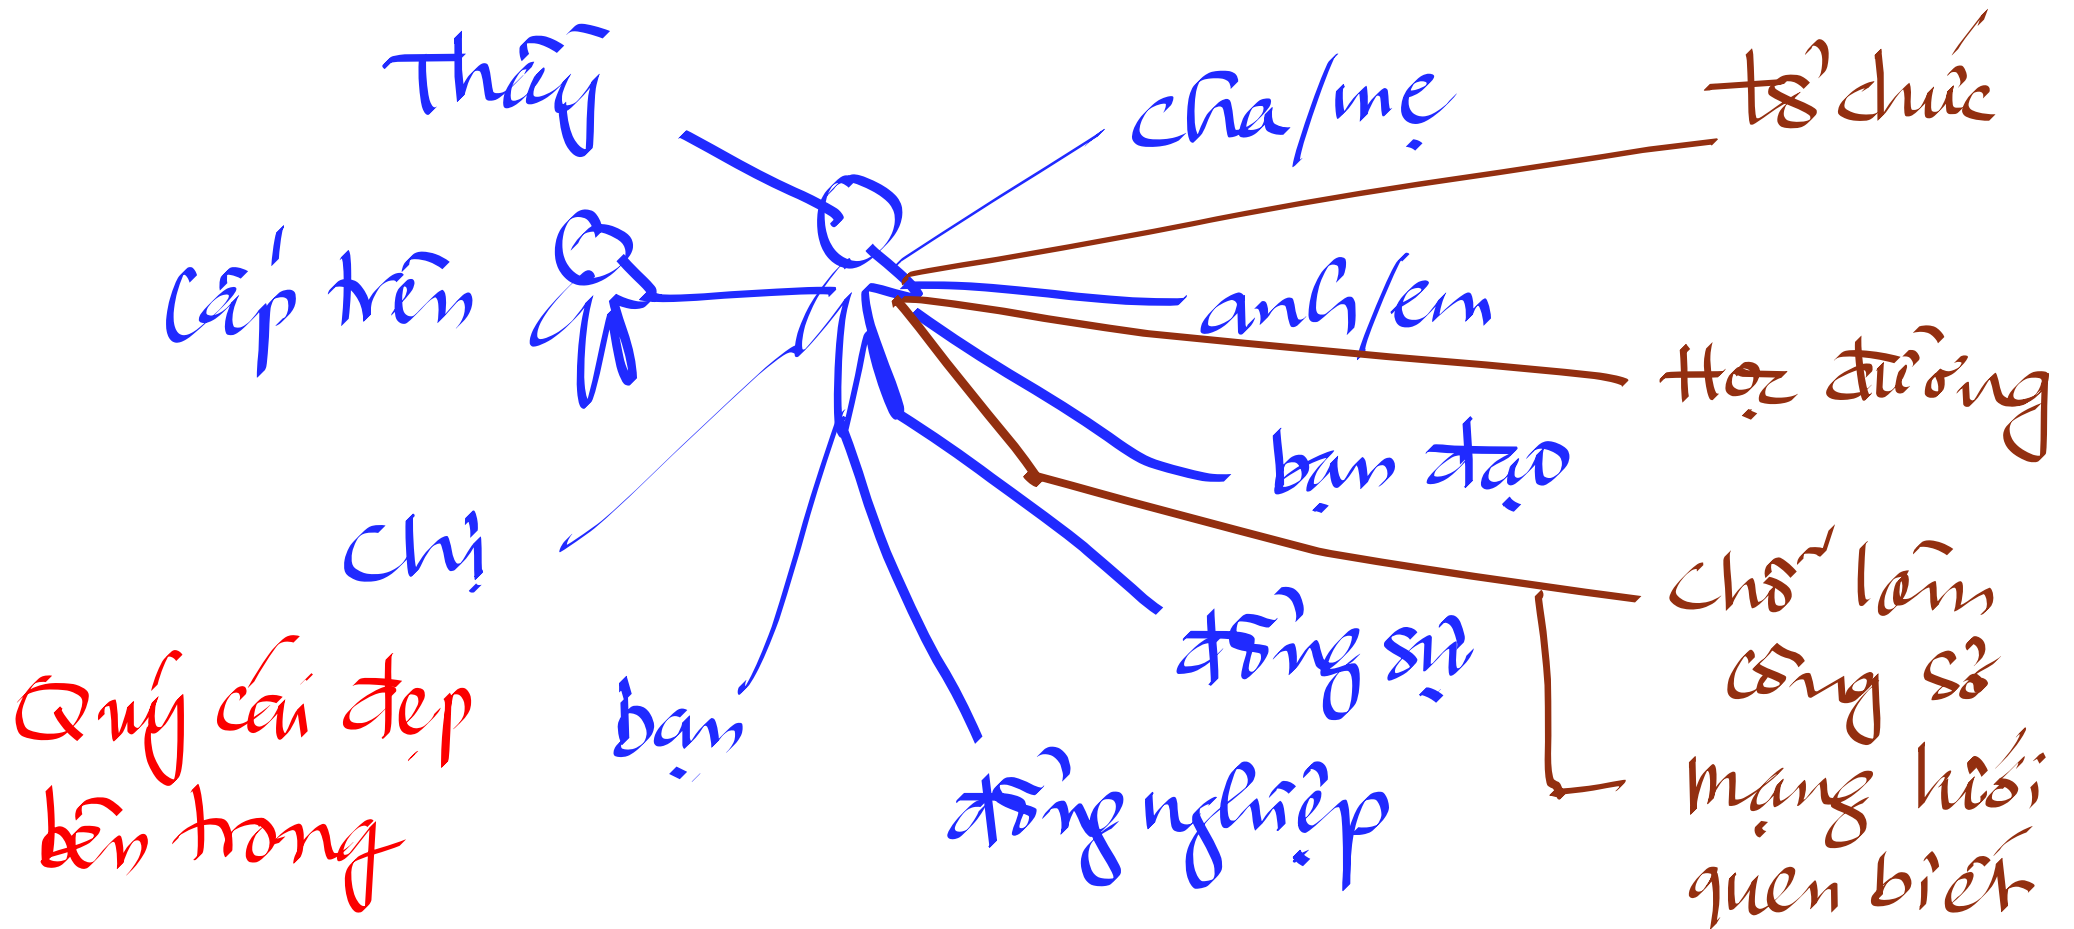 Thầy
cha/mẹ
tổ chức
Cấp trên
anh/em
Học đường
bạn đạo
Chị
Chỗ làm
đồng sự
công sở
Quý cái đẹp
bạn
mạng lưới
đồng nghiệp
bên trong
quen biết